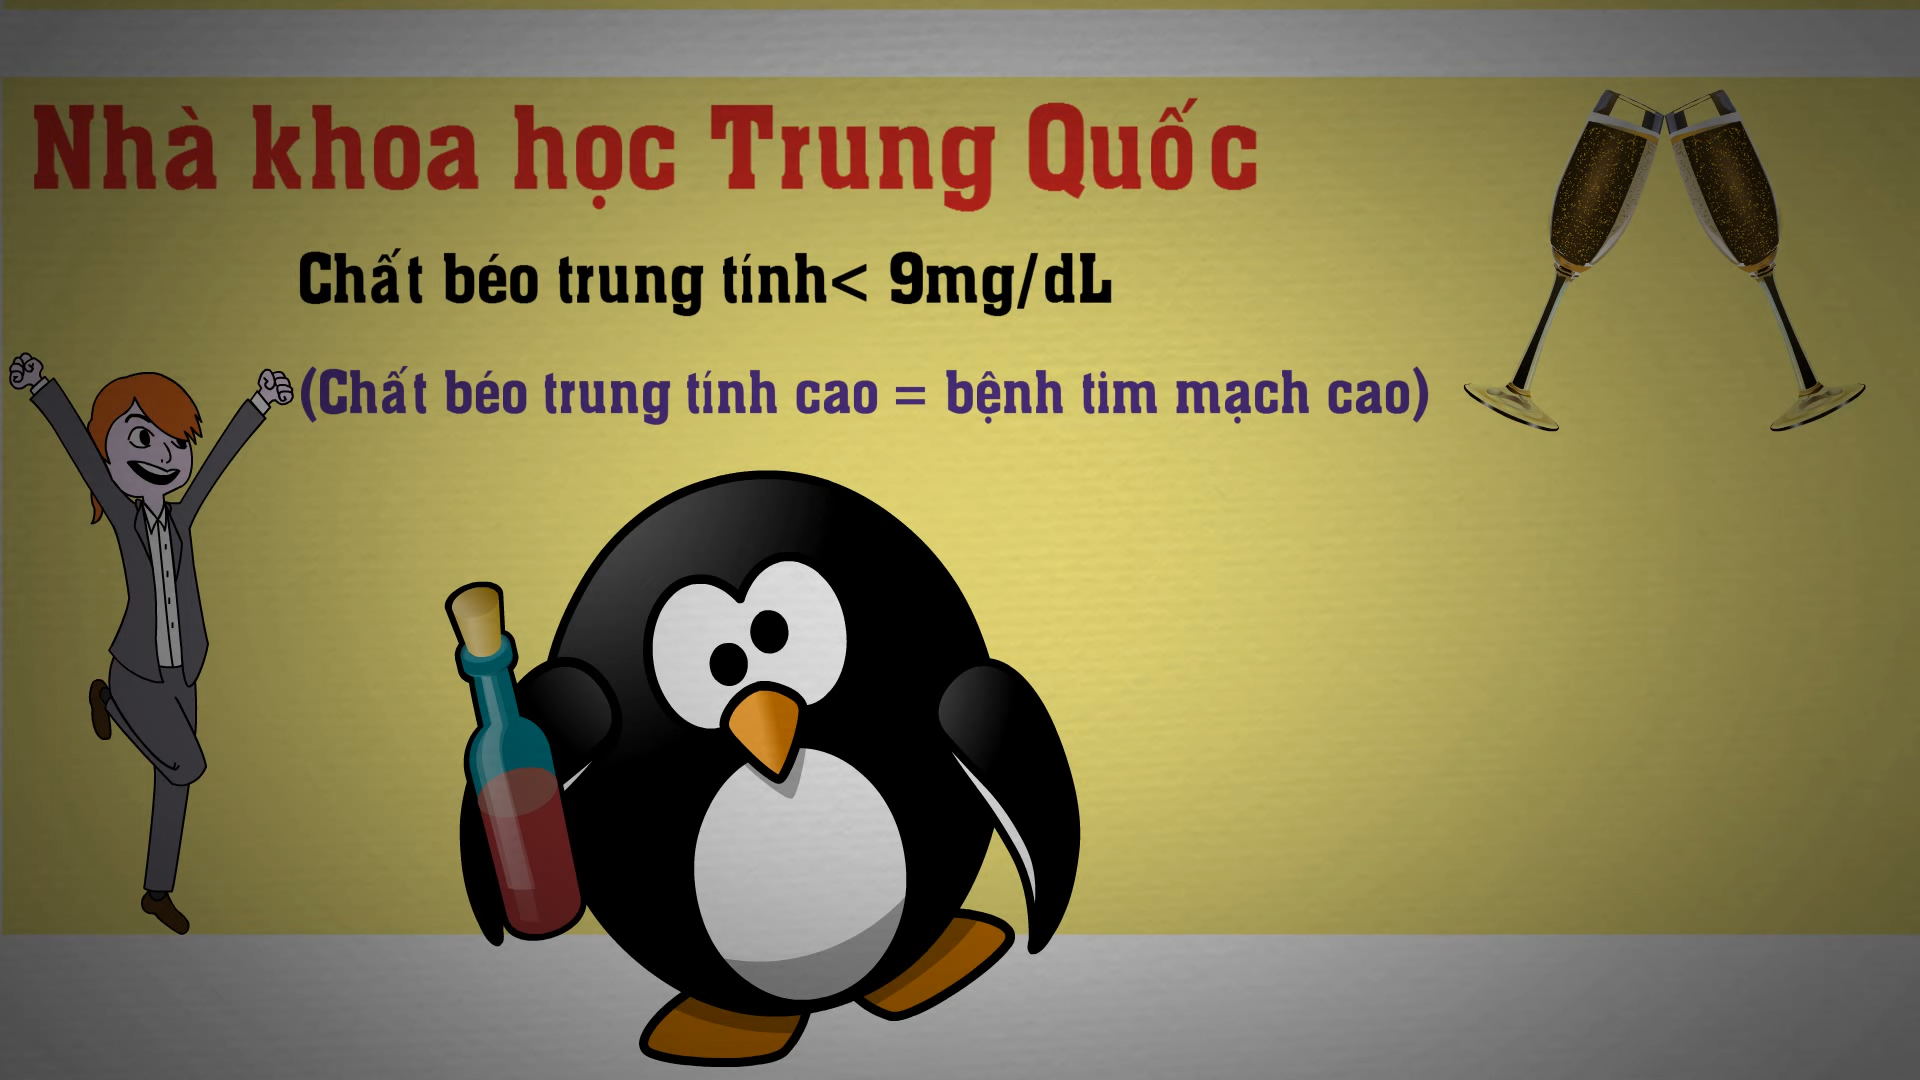 Nhà khoa học Trung Quốc
Chất béo trung tính< 9mg/dL
(Chất béo trung tính cao = bệnh tim mạch cao)